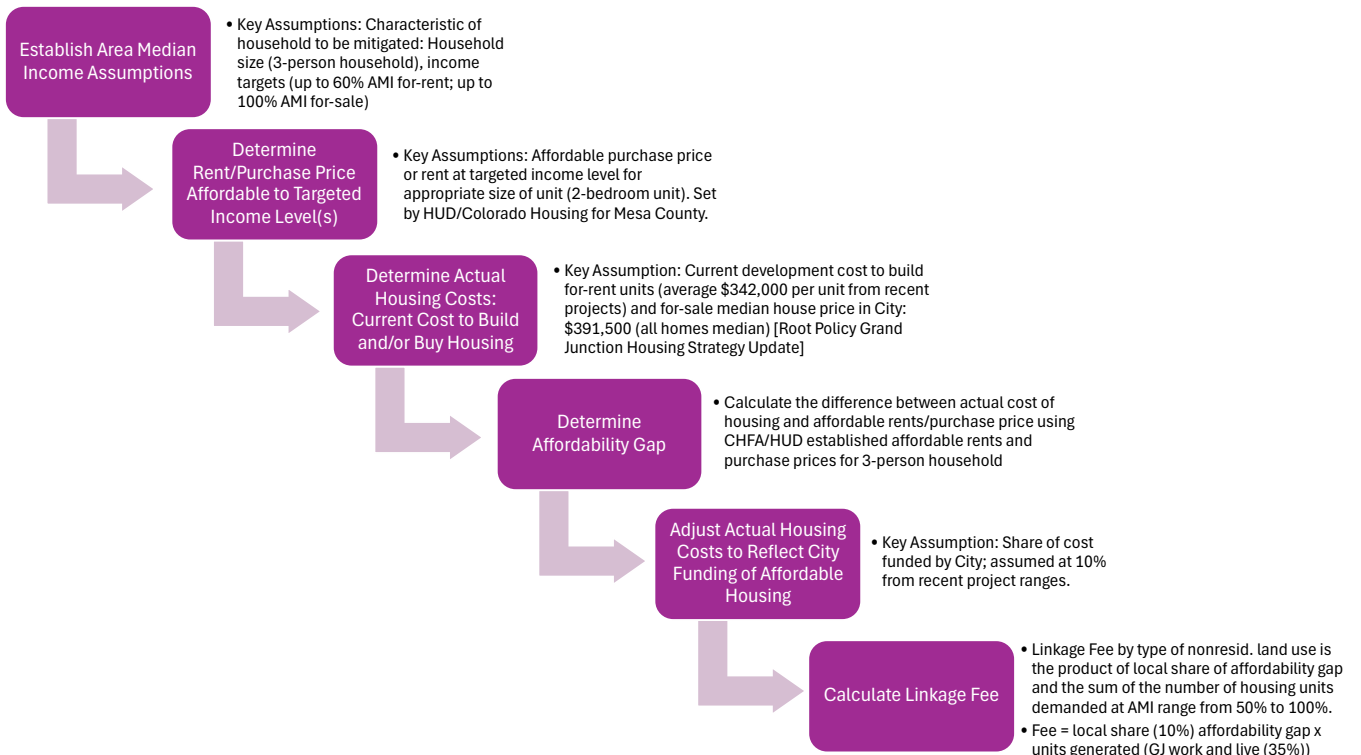 Establish Area Median
Income Assumptions
• Key Assumptions: Characteristic of
household to be mitigated: Household
size (3-person household), income
targets (up to 60% AMI for-rent; up to
100% AMI for-sale)
Determine
Rent/Purchase Price
Affordable to Targeted
Income Level(s)
• Key Assumptions: Affordable purchase price
or rent at targeted income level for
appropriate size of unit (2-bedroom unit). Set
by HUD/Colorado Housing for Mesa County.
Determine Actual
Housing Costs:
Current Cost to Build
and/or Buy Housing
• Key Assumption: Current development cost to build
for-rent units (average $342,000 per unit from recent
projects) and for-sale median house price in City:
$391,500 (all homes median) [Root Policy Grand
Junction Housing Strategy Update]
Determine
Affordability Gap
• Calculate the difference between actual cost of
housing and affordable rents/purchase price using
CHFA/HUD established affordable rents and
purchase prices for 3-person household
Adjust Actual Housing
Costs to Reflect City
Funding of Affordable
Housing
• Key Assumption: Share of cost
funded by City; assumed at 10%
from recent project ranges.
Calculate Linkage Fee
• Linkage Fee by type of nonresid. land use is
the product of local share of affordability gap
and the sum of the number of housing units
demanded at AMI range from 50% to 100%.
• Fee = local share (10%) affordability gap x
units generated (GJ work and live (35%))